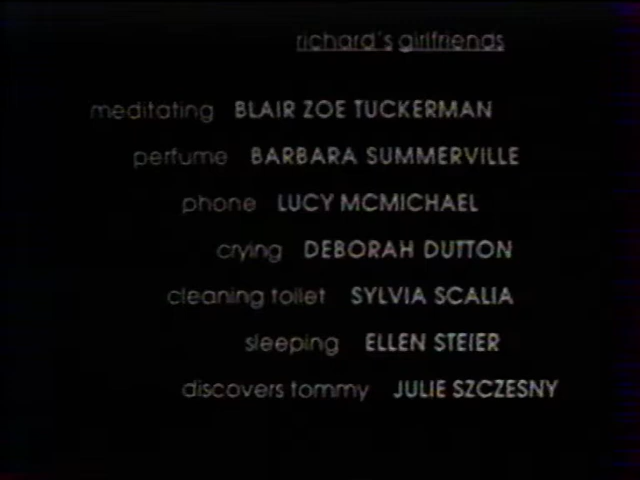 richard's girlfriends
meditating BLAIR ZOE TUCKERMAN
perfume BARBARA SUMMERVILLE
phone LUCY MCMICHAEL
crying DEBORAH DUTTON
cleaning toilet SYLVIA SCALIA
sleeping ELLEN STEIER
discovers tommy JULIE SZCZESNY